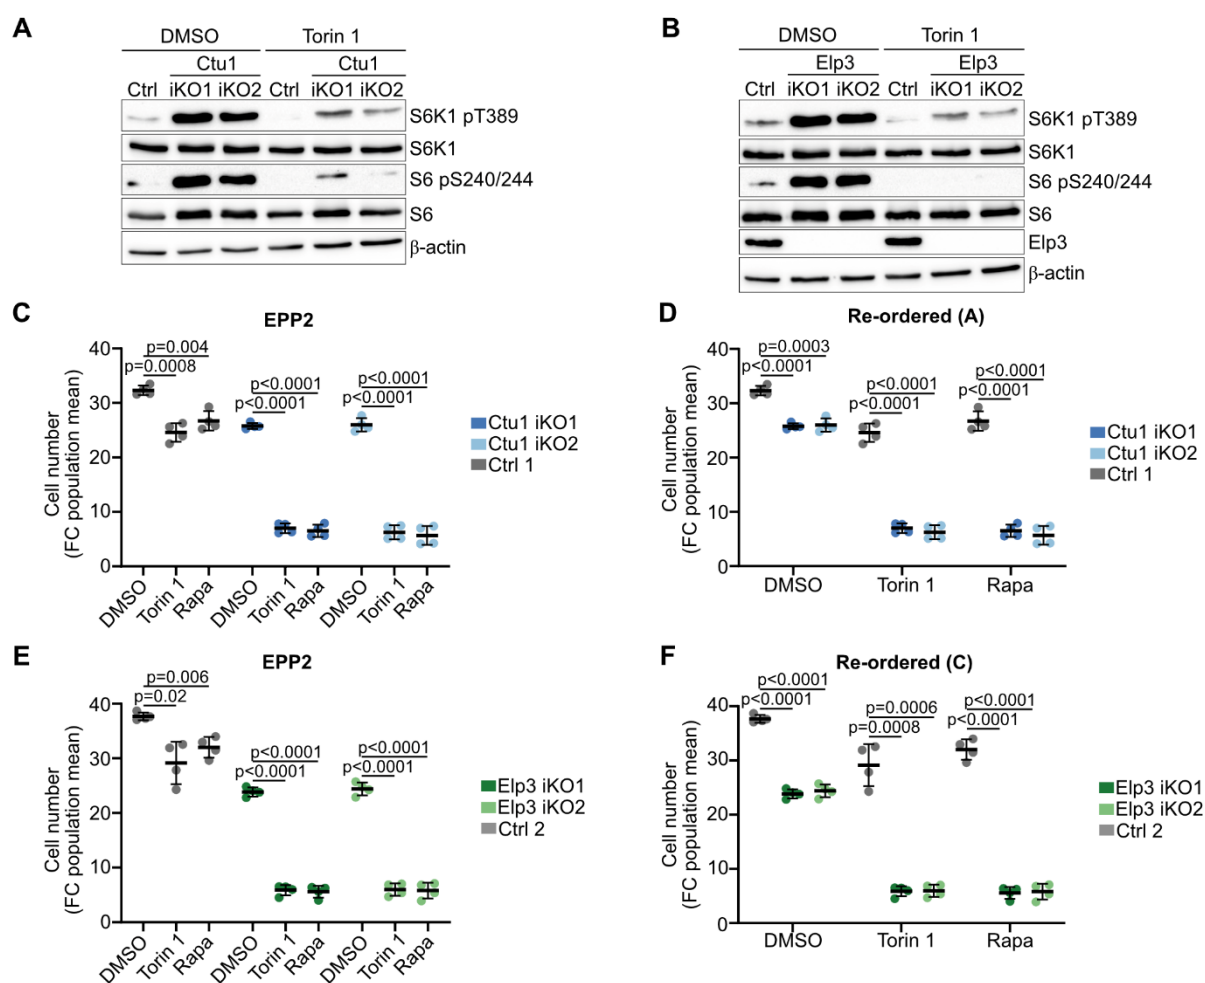 A
DMSO Torin 1
Ctu1 Ctu1
Ctrl iKO1 iKO2 Ctrl iKO1 iKO2
S6K1 pT389
S6K1
S6 pS240/244
S6
β-actin
B
DMSO Torin 1
Elp3 Elp3
Ctrl iKO1 iKO2 Ctrl iKO1 iKO2
S6K1 pT389
S6K1
S6 pS240/244
S6
Elp3
β-actin
C
EPP2
Cell number
(FC population mean)
40
30
20
10
0
p=0.004
p=0.0008
p<0.0001
p<0.0001
p<0.0001
p<0.0001
DMSO Torin 1 Rapa DMSO Torin 1 Rapa DMSO Torin 1 Rapa
Ctu1 iKO1
Ctu1 iKO2
Ctrl 1
D
Re-ordered (A)
Cell number
(FC population mean)
40
30
20
10
0
p=0.0003
p<0.0001
p<0.0001
p<0.0001
p<0.0001
p<0.0001
DMSO Torin 1 Rapa
Ctu1 iKO1
Ctu1 iKO2
Ctrl 1
E
EPP2
Cell number
(FC population mean)
40
30
20
10
0
p=0.006
p=0.02
p<0.0001
p<0.0001
p<0.0001
p<0.0001
DMSO Torin 1 Rapa DMSO Torin 1 Rapa DMSO Torin 1 Rapa
Elp3 iKO1
Elp3 iKO2
Ctrl 2
F
Re-ordered (C)
Cell number
(FC population mean)
40
30
20
10
0
p<0.0001
p<0.0001
p=0.0006
p=0.0008
p<0.0001
p<0.0001
DMSO Torin 1 Rapa
Elp3 iKO1
Elp3 iKO2
Ctrl 2